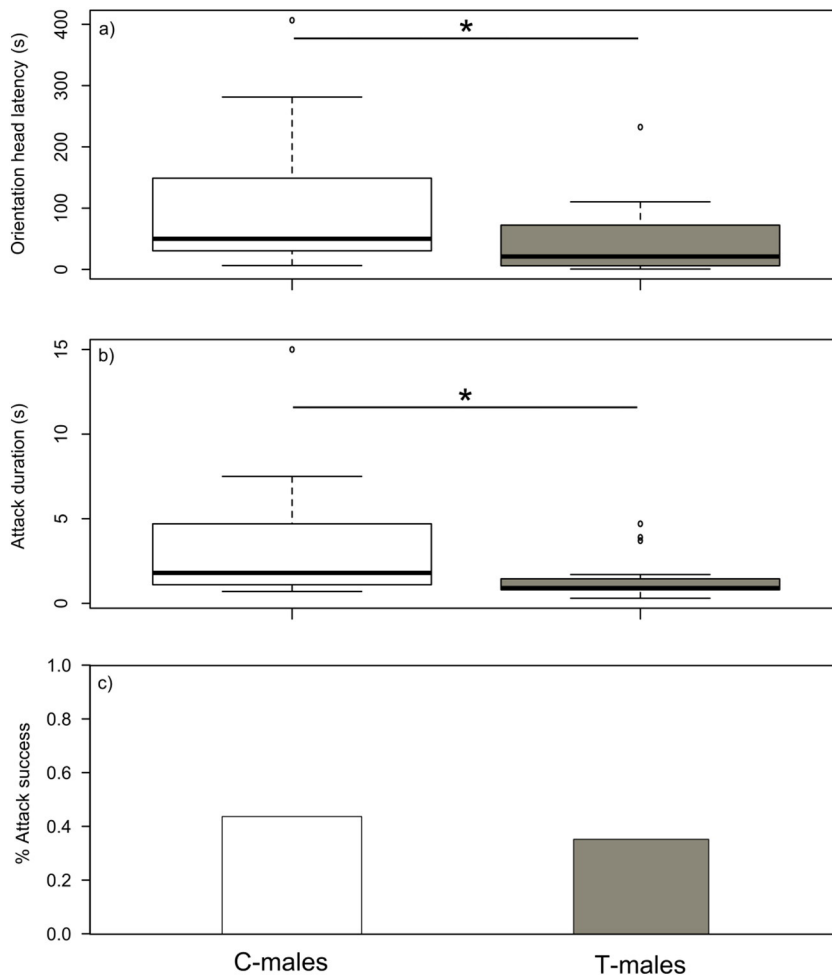 a)
*
Orientation head latency (s)
400
300
200
100
0
b)
*
Attack duration (s)
15
10
5
0
c)
% Attack success
1.0
0.8
0.6
0.4
0.2
0.0
C-males
T-males